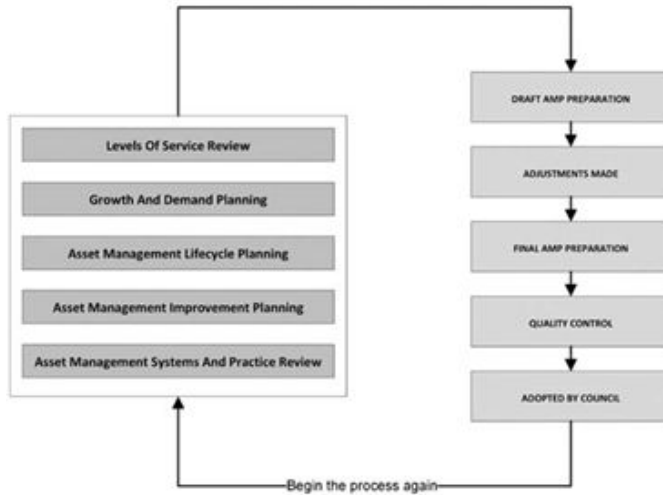 Levels Of Service Review
Growth And Demand Planning
Asset Management Lifecycle Planning
Asset Management Improvement Planning
Asset Management Systems And Practice Review
DRAFT AMP PREPARATION
ADJUSTMENTS MADE
FINAL AMP PREPARATION
QUALITY CONTROL
ADOPTED BY COUNCIL
Begin the process again